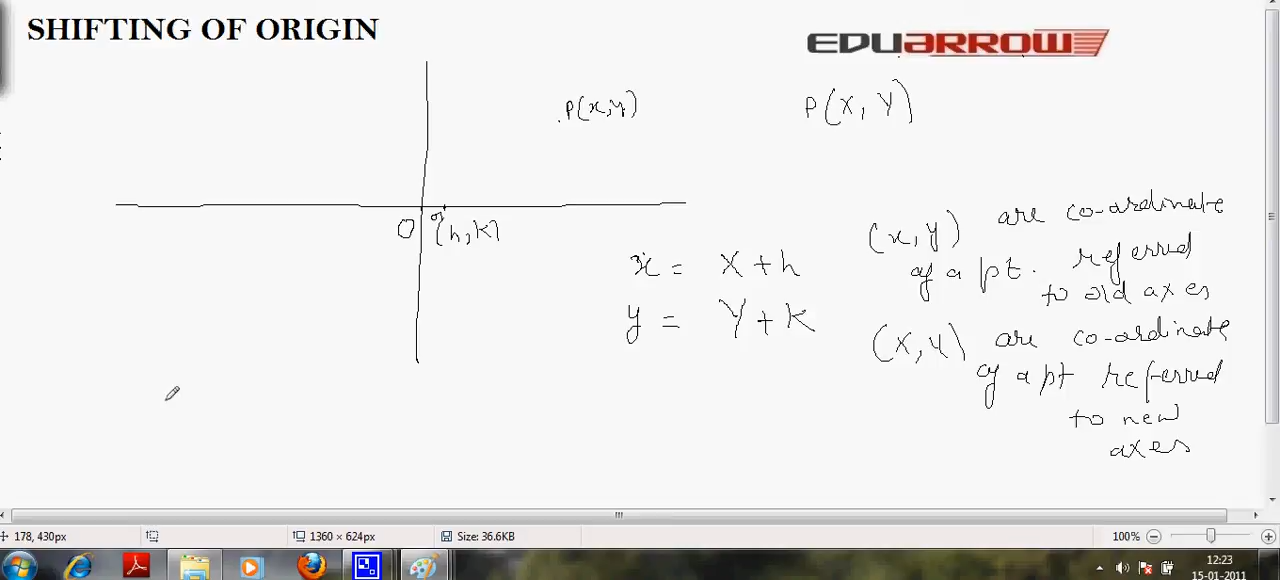 SHIFTING OF ORIGIN
EDUARROW
.P(x,y)
P(X, Y)
O
(h,k)
x = X+h
y = Y+k
(x,y) are co-ordinate
of a pt. referred
to old axes
(X,Y) are co-ordinate
of a pt referred
to new
axes
178, 430px
1360 × 624px
Size: 36.6KB
100%
12:23
15-01-2011